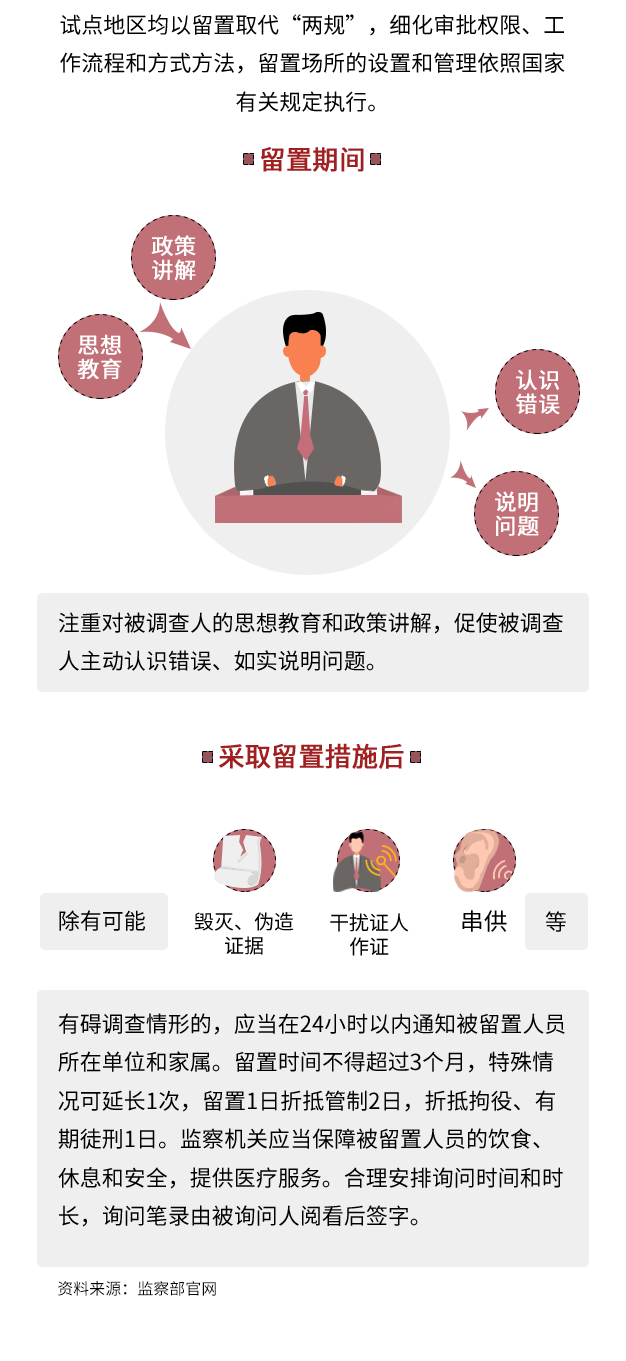 试点地区均以留置取代“两规”，细化审批权限、工
作流程和方式方法，留置场所的设置和管理依照国家
有关规定执行。
留置期间
政策
讲解
思想
教育
认识
错误
说明
问题
注重对被调查人的思想教育和政策讲解，促使被调查
人主动认识错误、如实说明问题。
采取留置措施后
除有可能
毁灭、伪造
证据
干扰证人
作证
串供
等
有碍调查情形的，应当在24小时以内通知被留置人员
所在单位和家属。留置时间不得超过3个月，特殊情
况可延长1次，留置1日折抵管制2日，折抵拘役、有
期徒刑1日。监察机关应当保障被留置人员的饮食、
休息和安全，提供医疗服务。合理安排询问时间和时
长，询问笔录由被询问人阅看后签字。
资料来源：监察部官网